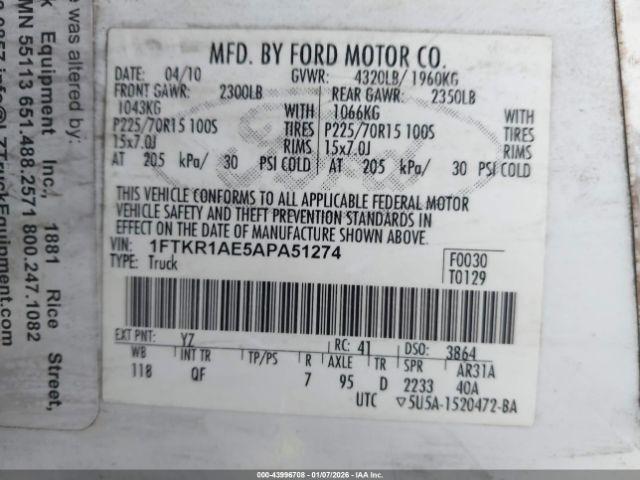 MFD. BY FORD MOTOR CO.
DATE: 04/10 GVWR: 4320LB/ 1960KG
FRONT GAWR: 2300LB REAR GAWR: 2350LB
1043KG WITH 1066KG WITH
P225/70R15 100S TIRES P225/70R15 100S TIRES
15x7.0J RIMS 15x7.0J RIMS
AT 205 kPa/ 30 PSI COLD AT 205 kPa/ 30 PSI COLD
THIS VEHICLE CONFORMS TO ALL APPLICABLE FEDERAL MOTOR
VEHICLE SAFETY AND THEFT PREVENTION STANDARDS IN
EFFECT ON THE DATE OF MANUFACTURE SHOWN ABOVE.
VIN: 1FTKR1AE5APA51274 F0030
TYPE: Truck T0129
EXT PNT: YZ RC: 41 DSO: 3864
WB INT TR TP/PS R AXLE TR SPR AR31A
118 QF 7 95 D 2233 40A
UTC ▽5U5A-1520472-BA
e was altered by:
k Equipment Inc., 1881 Rice Street,
MN 55113 651.488.2571 800.247.1082
TruckEquipment.com
000-43996708 - 01/07/2026 - IAA INC.